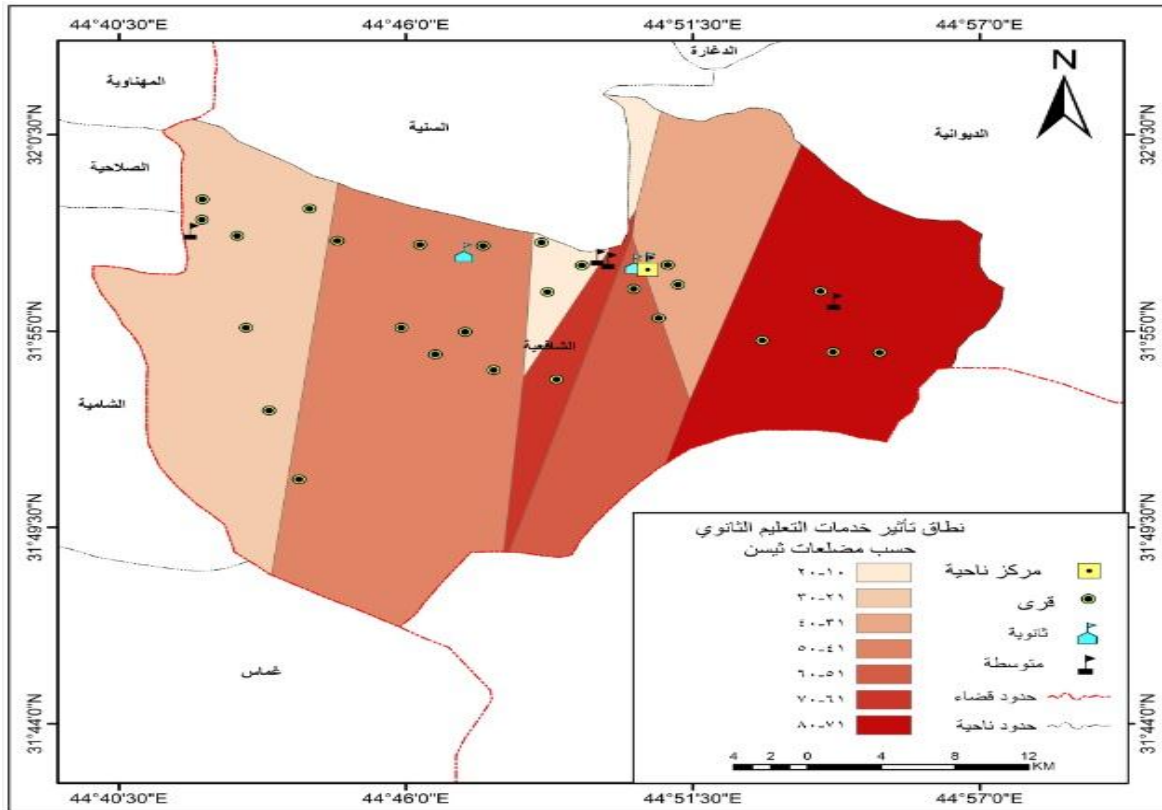 44°40'30"E 44°46'0"E 44°51'30"E 44°57'0"E
الدغارة
المهناوية
السنية
الديوانية
N
32°0'30"N 32°0'30"N
الصلاحية
31°55'0"N 31°55'0"N
الشافعية
الشامية
31°49'30"N 31°49'30"N
غماس
نطاق تأثير خدمات التعليم الثانوي
حسب مضلعات ثيسن
مركز ناحية
١٠-٢٠
قرى
٢١-٣٠
ثانوية
٣١-٤٠
متوسطة
٤١-٥٠
٥١-٦٠
حدود قضاء
٦١-٧٠
حدود ناحية
٧١-٨٠
31°44'0"N 31°44'0"N
4 2 0 4 8 12
KM
44°40'30"E 44°46'0"E 44°51'30"E 44°57'0"E